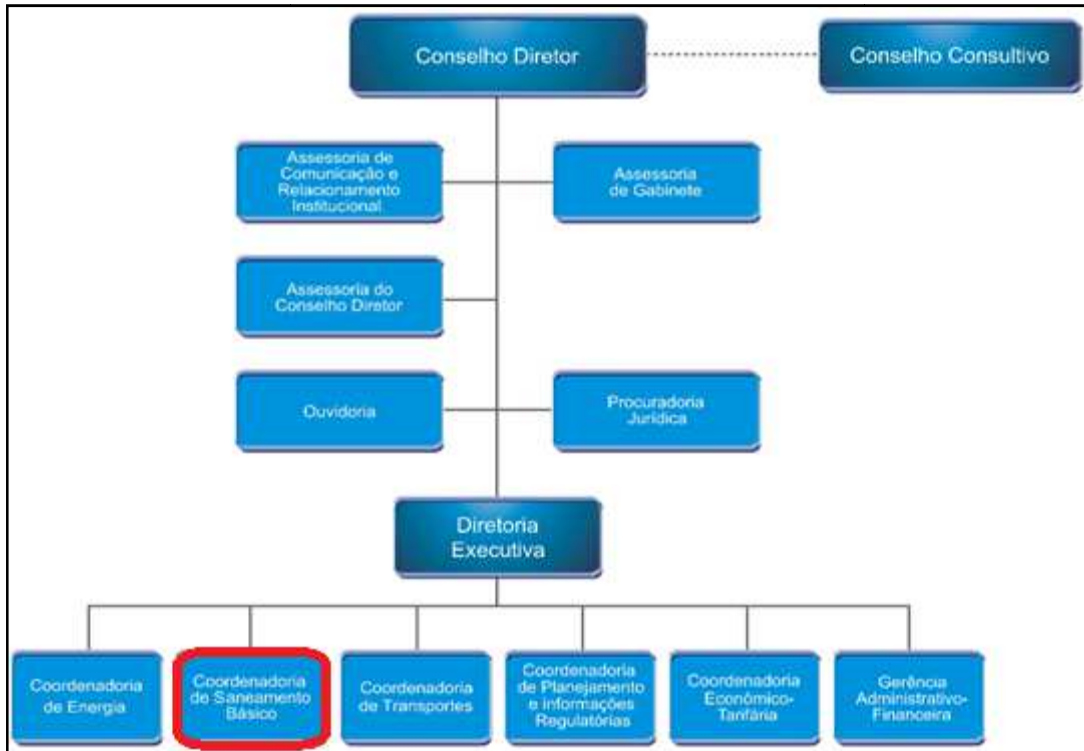 Conselho Diretor
Conselho Consultivo
Assessoria de
Comunicação e
Relacionamento
Institucional
Assessoria
de Gabinete
Assessoria do
Conselho Diretor
Ouvidoria
Procuradoria
Jurídica
Diretoria
Executiva
Coordenadoria
de Energia
Coordenadoria
de Saneamento
Básico
Coordenadoria
de Transportes
Coordenadoria
de Planejamento
e informações
Regulatórias
Coordenadoria
Econômico-
Tarifária
Gerência
Administrativo-
Financeira